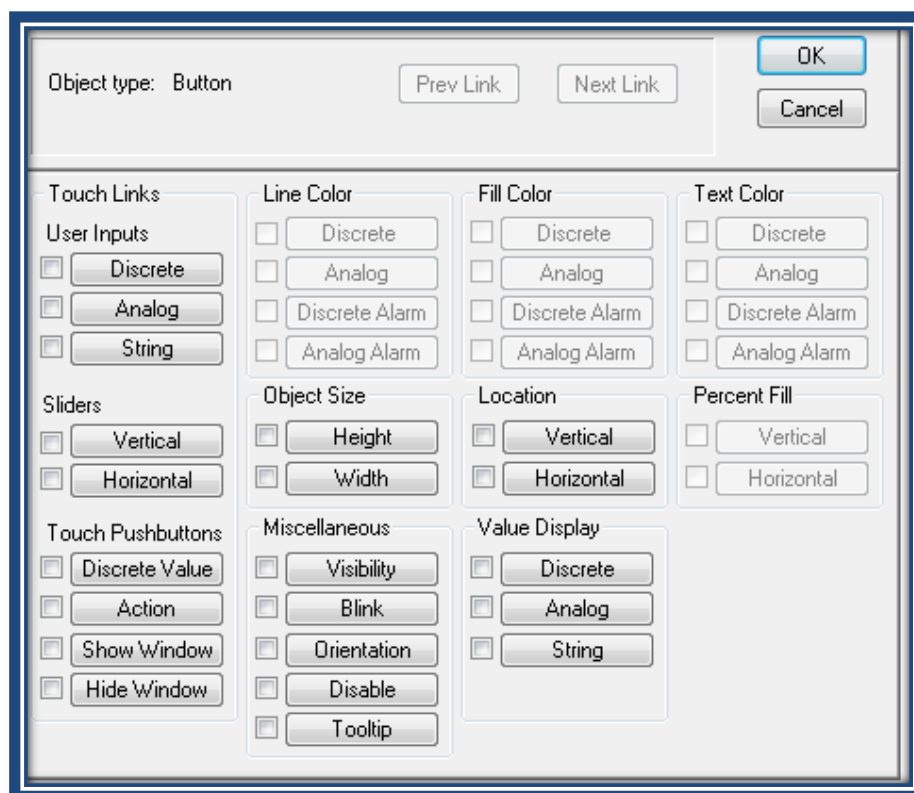 Object type: Button
Prev Link
Next Link
OK
Cancel
Touch Links
User Inputs
Discrete
Analog
String
Sliders
Vertical
Horizontal
Touch Pushbuttons
Discrete Value
Action
Show Window
Hide Window
Line Color
Discrete
Analog
Discrete Alarm
Analog Alarm
Object Size
Height
Width
Miscellaneous
Visibility
Blink
Orientation
Disable
Tooltip
Fill Color
Discrete
Analog
Discrete Alarm
Analog Alarm
Location
Vertical
Horizontal
Value Display
Discrete
Analog
String
Text Color
Discrete
Analog
Discrete Alarm
Analog Alarm
Percent Fill
Vertical
Horizontal